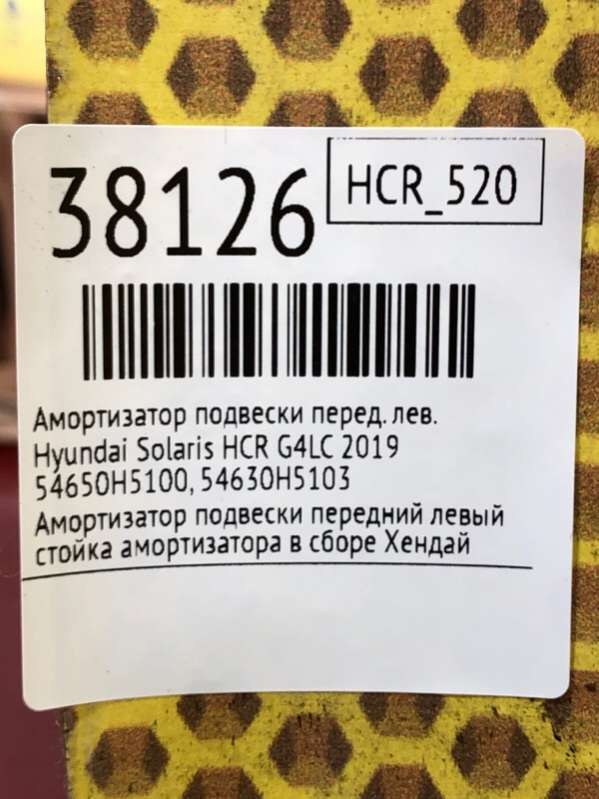 38126
HCR_520
Амортизатор подвески перед. лев.
Hyundai Solaris HCR G4LC 2019
54650H5100, 54630H5103
Амортизатор подвески передний левый
стойка амортизатора в сборе Хендай